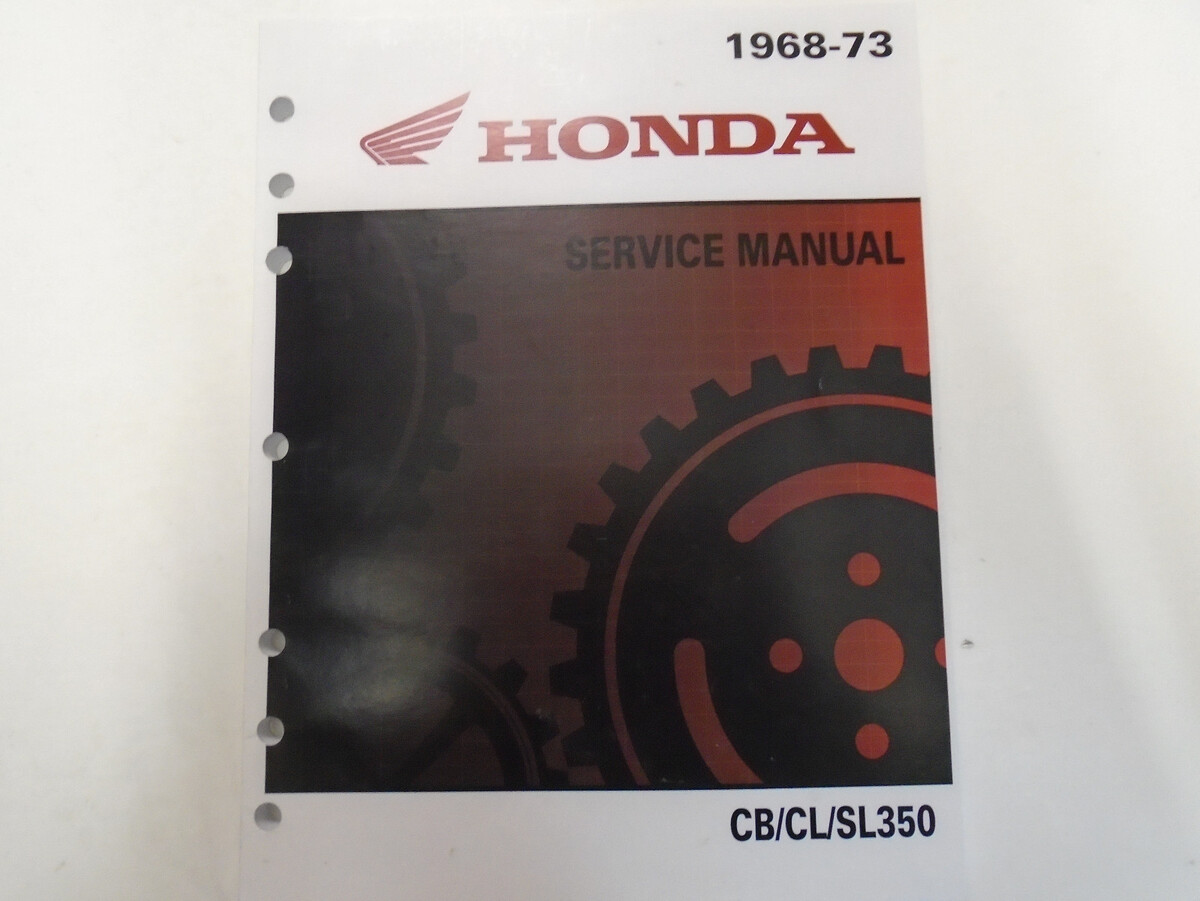 1968-73
HONDA
SERVICE MANUAL
CB/CL/SL350